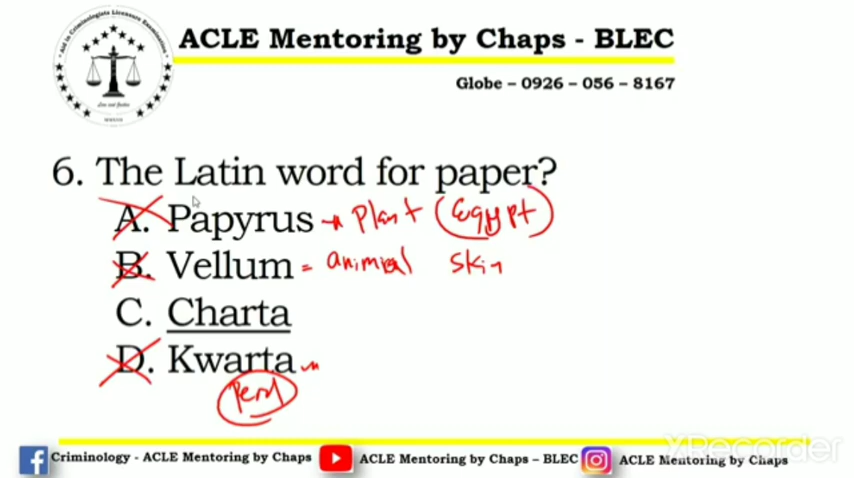 ACLE Mentoring by Chaps - BLEC
Globe – 0926 – 056 – 8167
6. The Latin word for paper?
A. Papyrus → Plant (Egypt)
B. Vellum = animal skin
C. Charta
D. Kwarta
XRecorder
Criminology - ACLE Mentoring by Chaps ACLE Mentoring by Chaps – BLEC ACLE Mentoring by Chaps